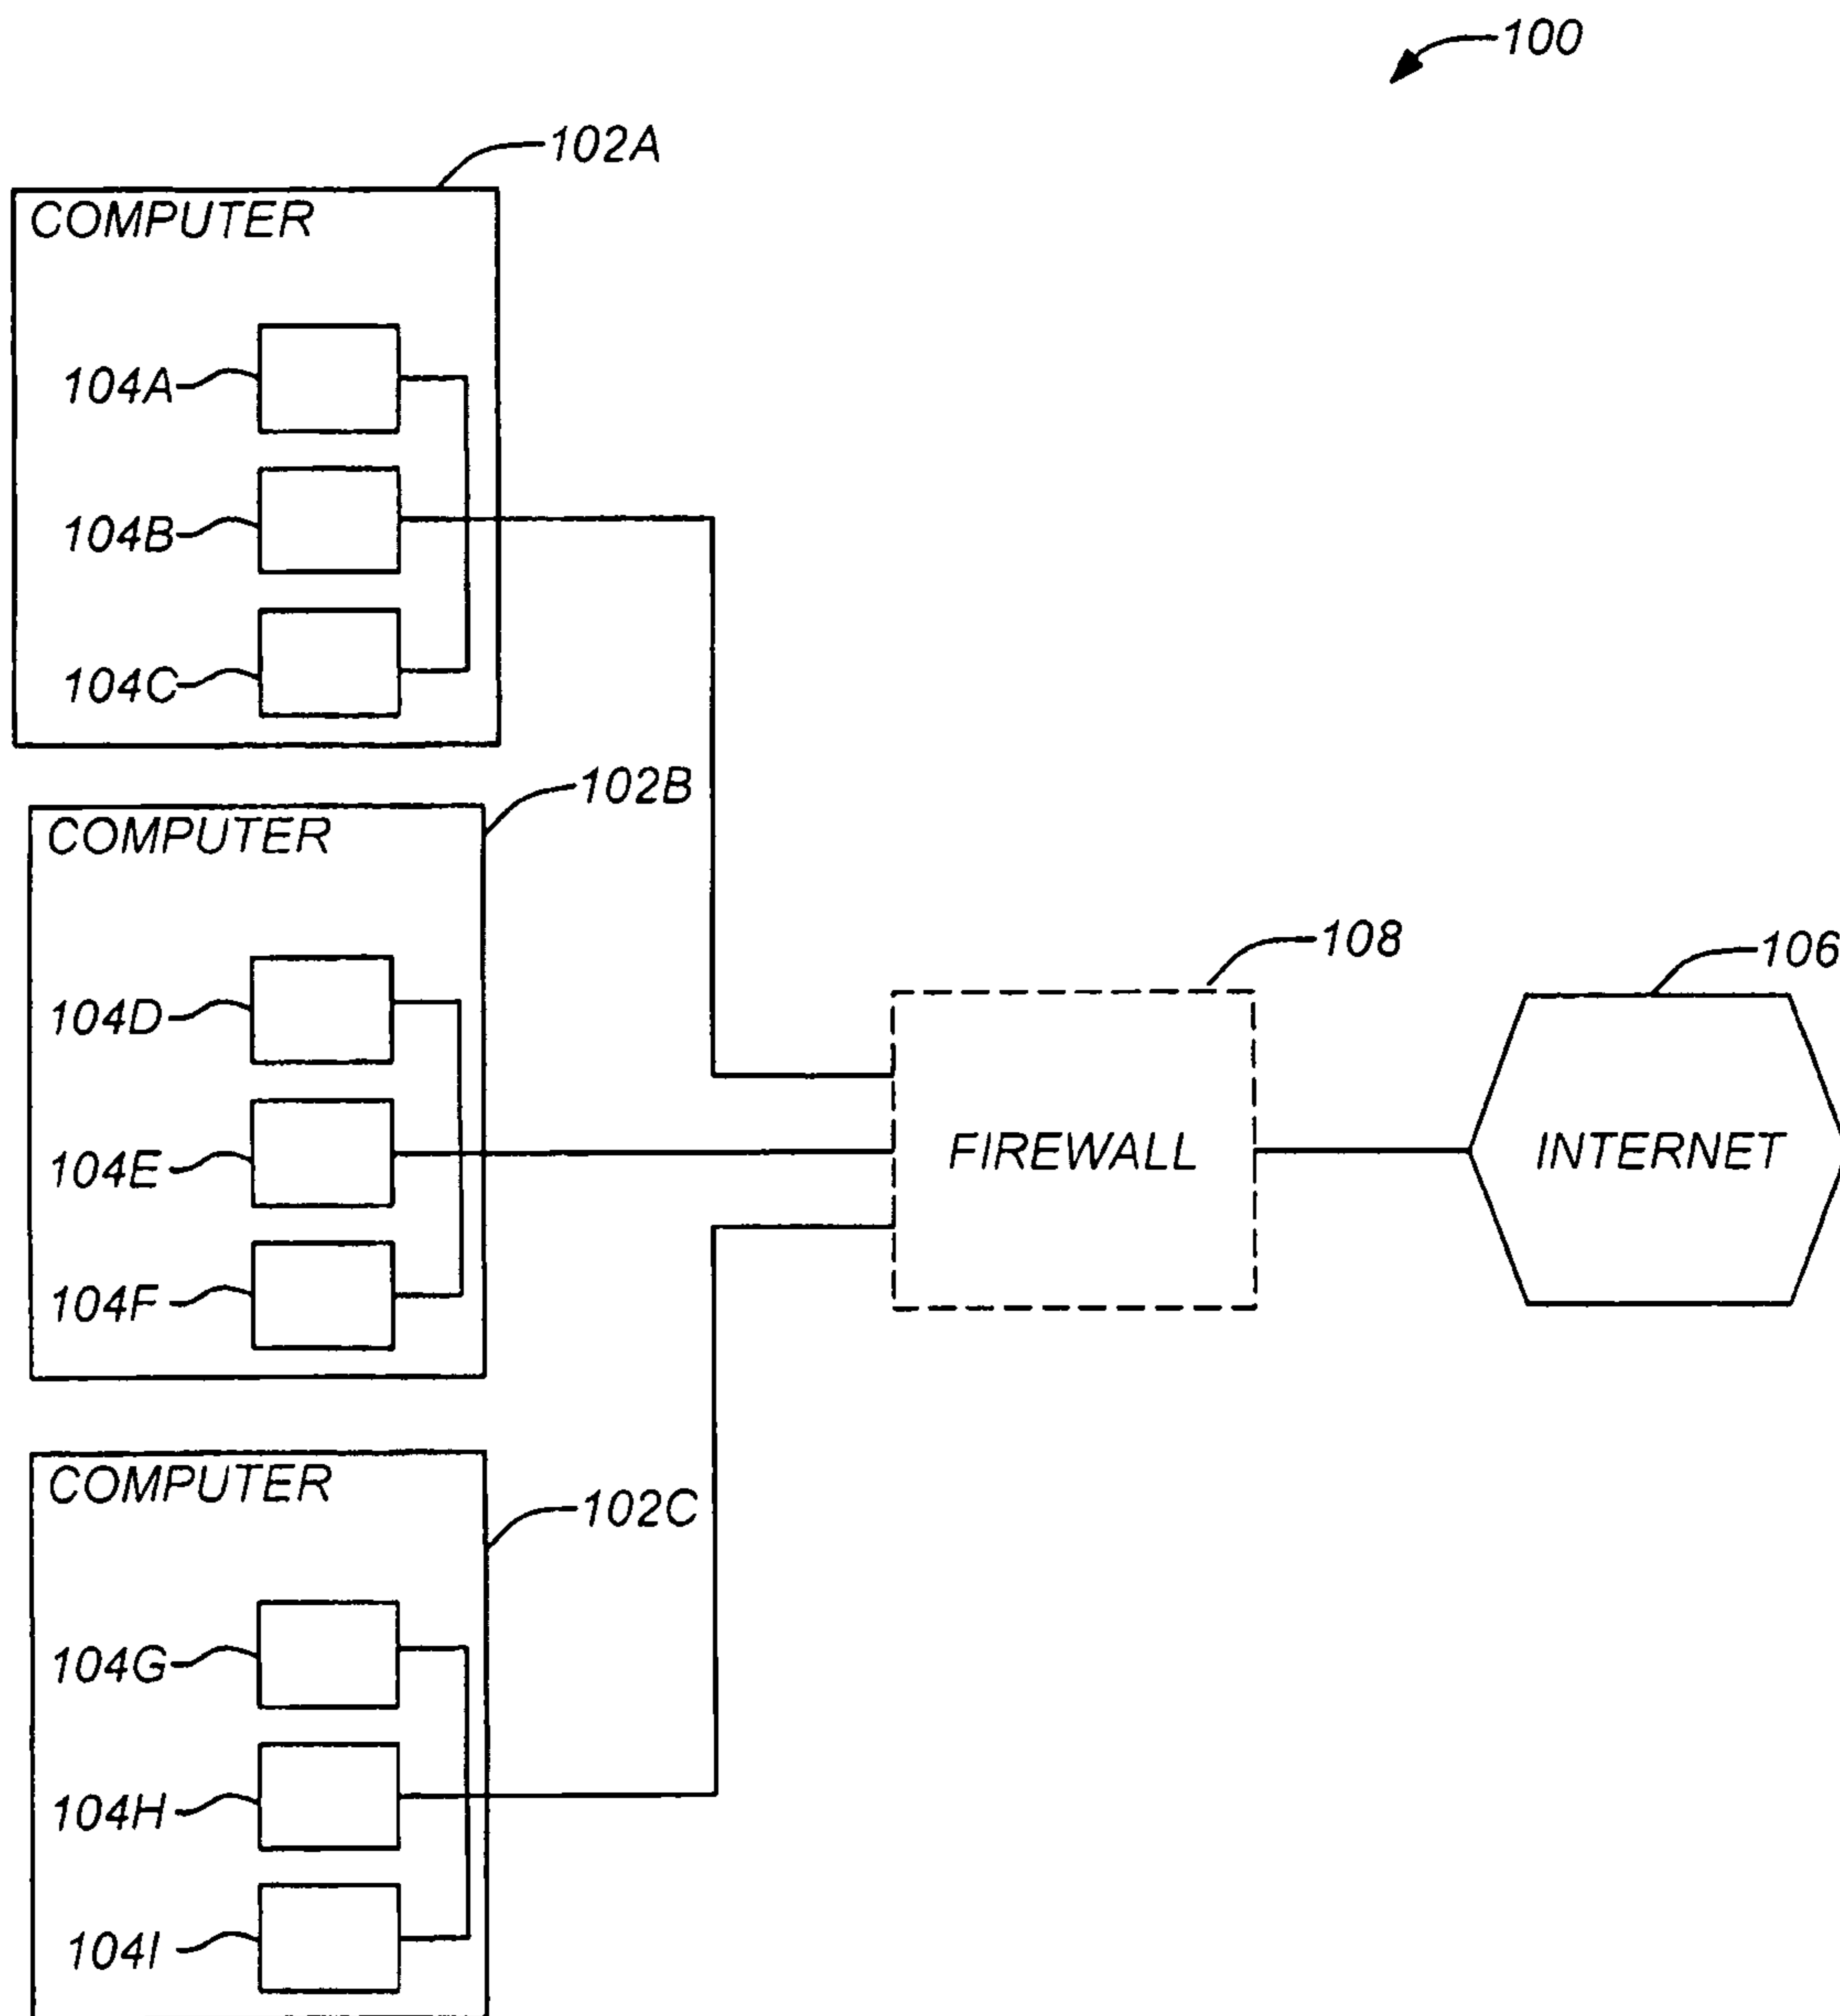 100
102A
COMPUTER
104A
104B
104C
102B
COMPUTER
108
106
104D
104E
FIREWALL
INTERNET
104F
COMPUTER
102C
104G
104H
104I